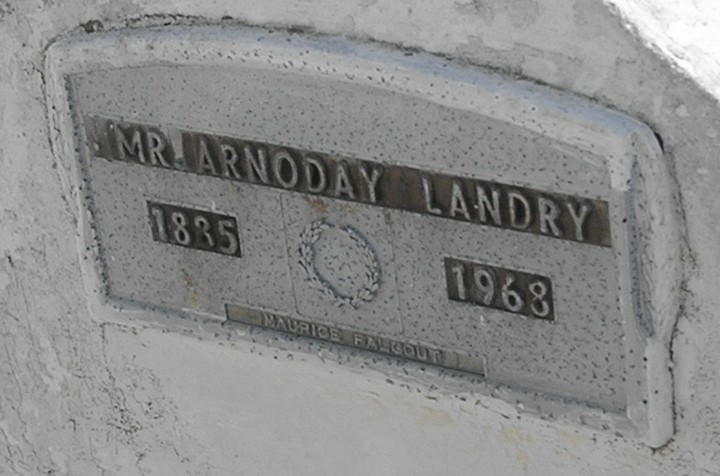 MR. ARNODAY LANDRY
1885 1968
MAURICE FALGOUT